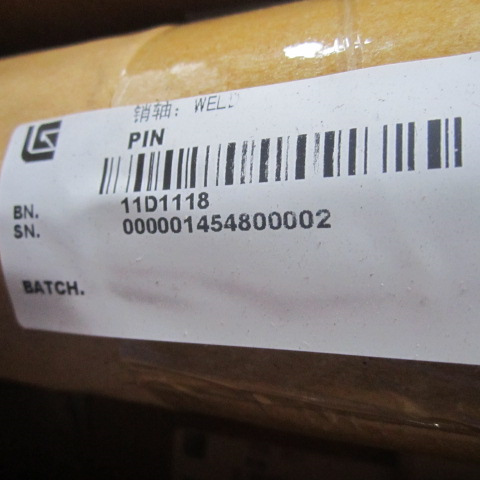 销轴: WELD
PIN
BN. 11D1118
SN. 000001454800002
BATCH.